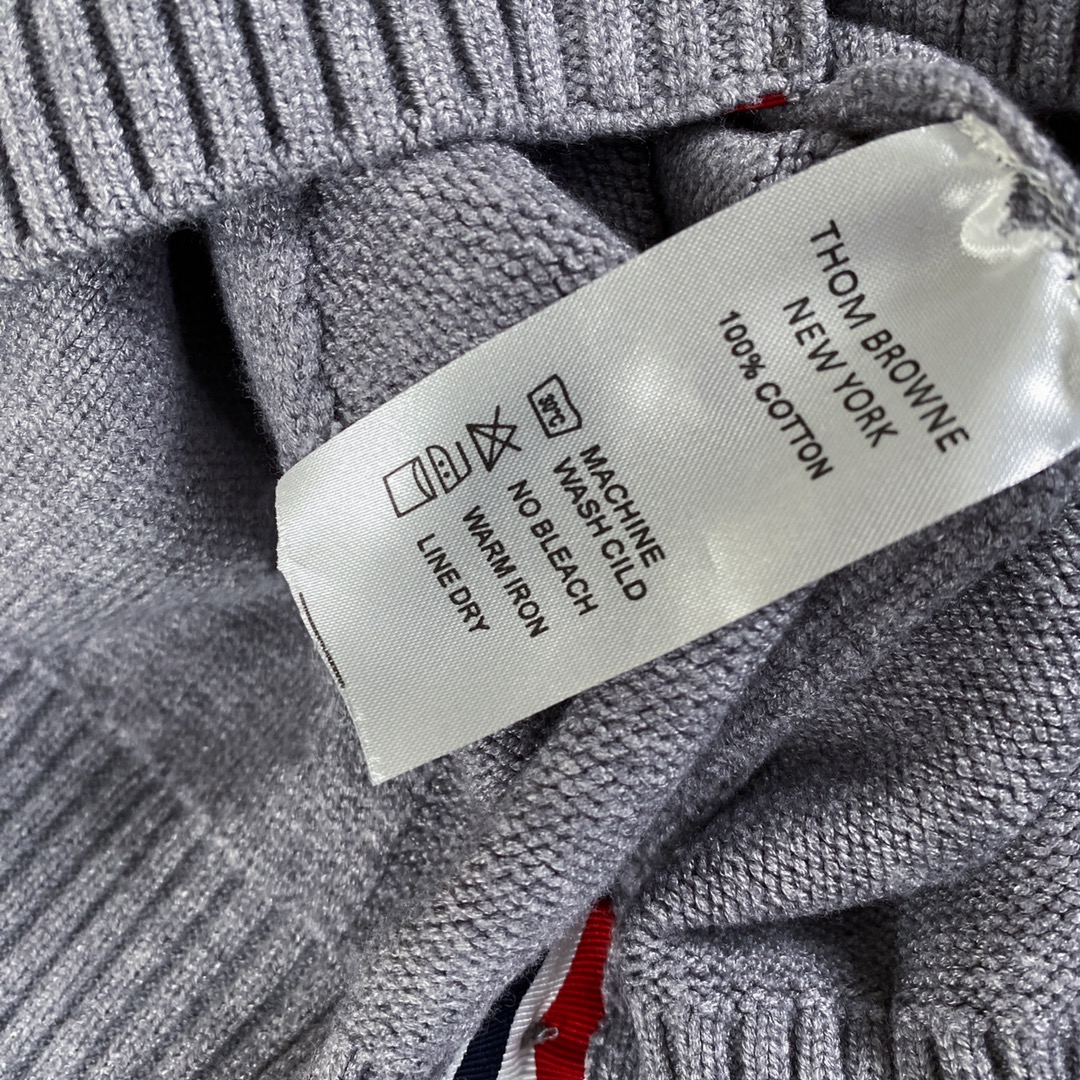 THOM BROWNE
NEW YORK
100% COTTON
30°C
MACHINE
WASH CILD
NO BLEACH
WARM IRON
LINE DRY